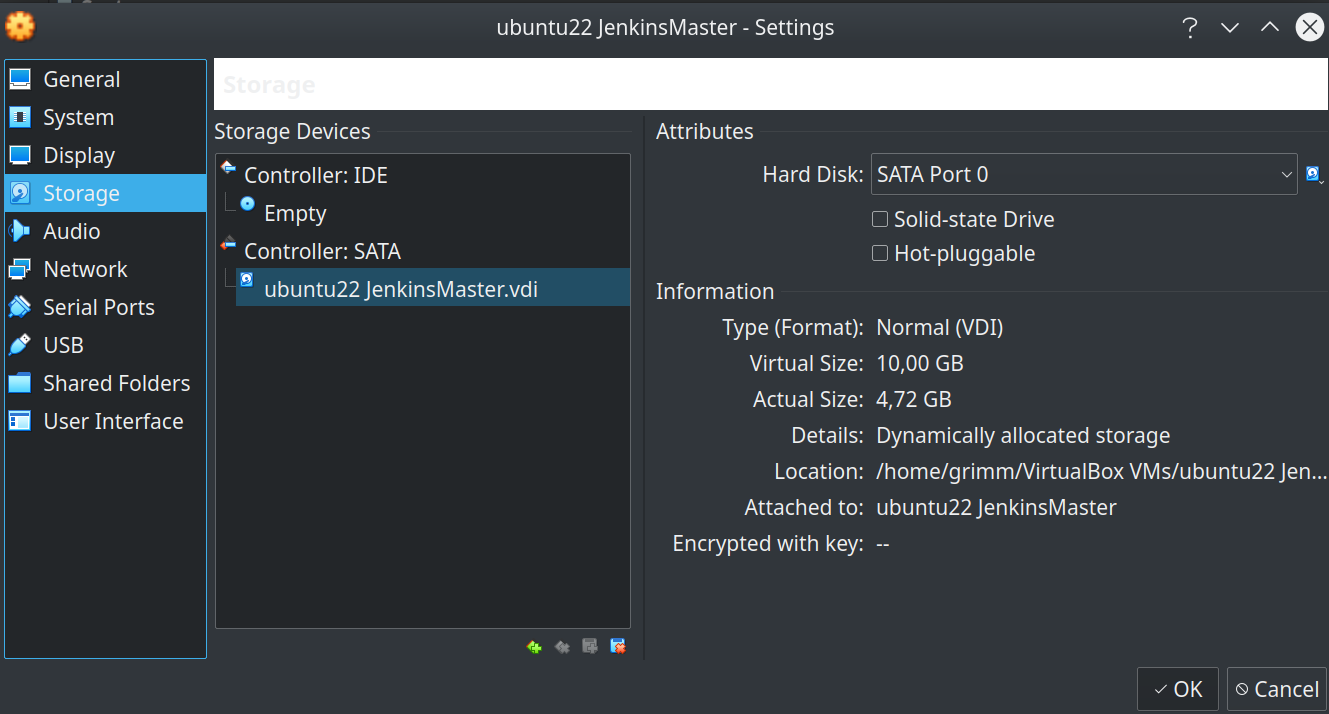 ubuntu22 JenkinsMaster - Settings
General
System
Display
Storage
Audio
Network
Serial Ports
USB
Shared Folders
User Interface
Storage
Storage Devices
Controller: IDE
Empty
Controller: SATA
ubuntu22 JenkinsMaster.vdi
Attributes
Hard Disk: SATA Port 0
Solid-state Drive
Hot-pluggable
Information
Type (Format): Normal (VDI)
Virtual Size: 10,00 GB
Actual Size: 4,72 GB
Details: Dynamically allocated storage
Location: /home/grimm/VirtualBox VMs/ubuntu22 Jen...
Attached to: ubuntu22 JenkinsMaster
Encrypted with key: --
OK
Cancel